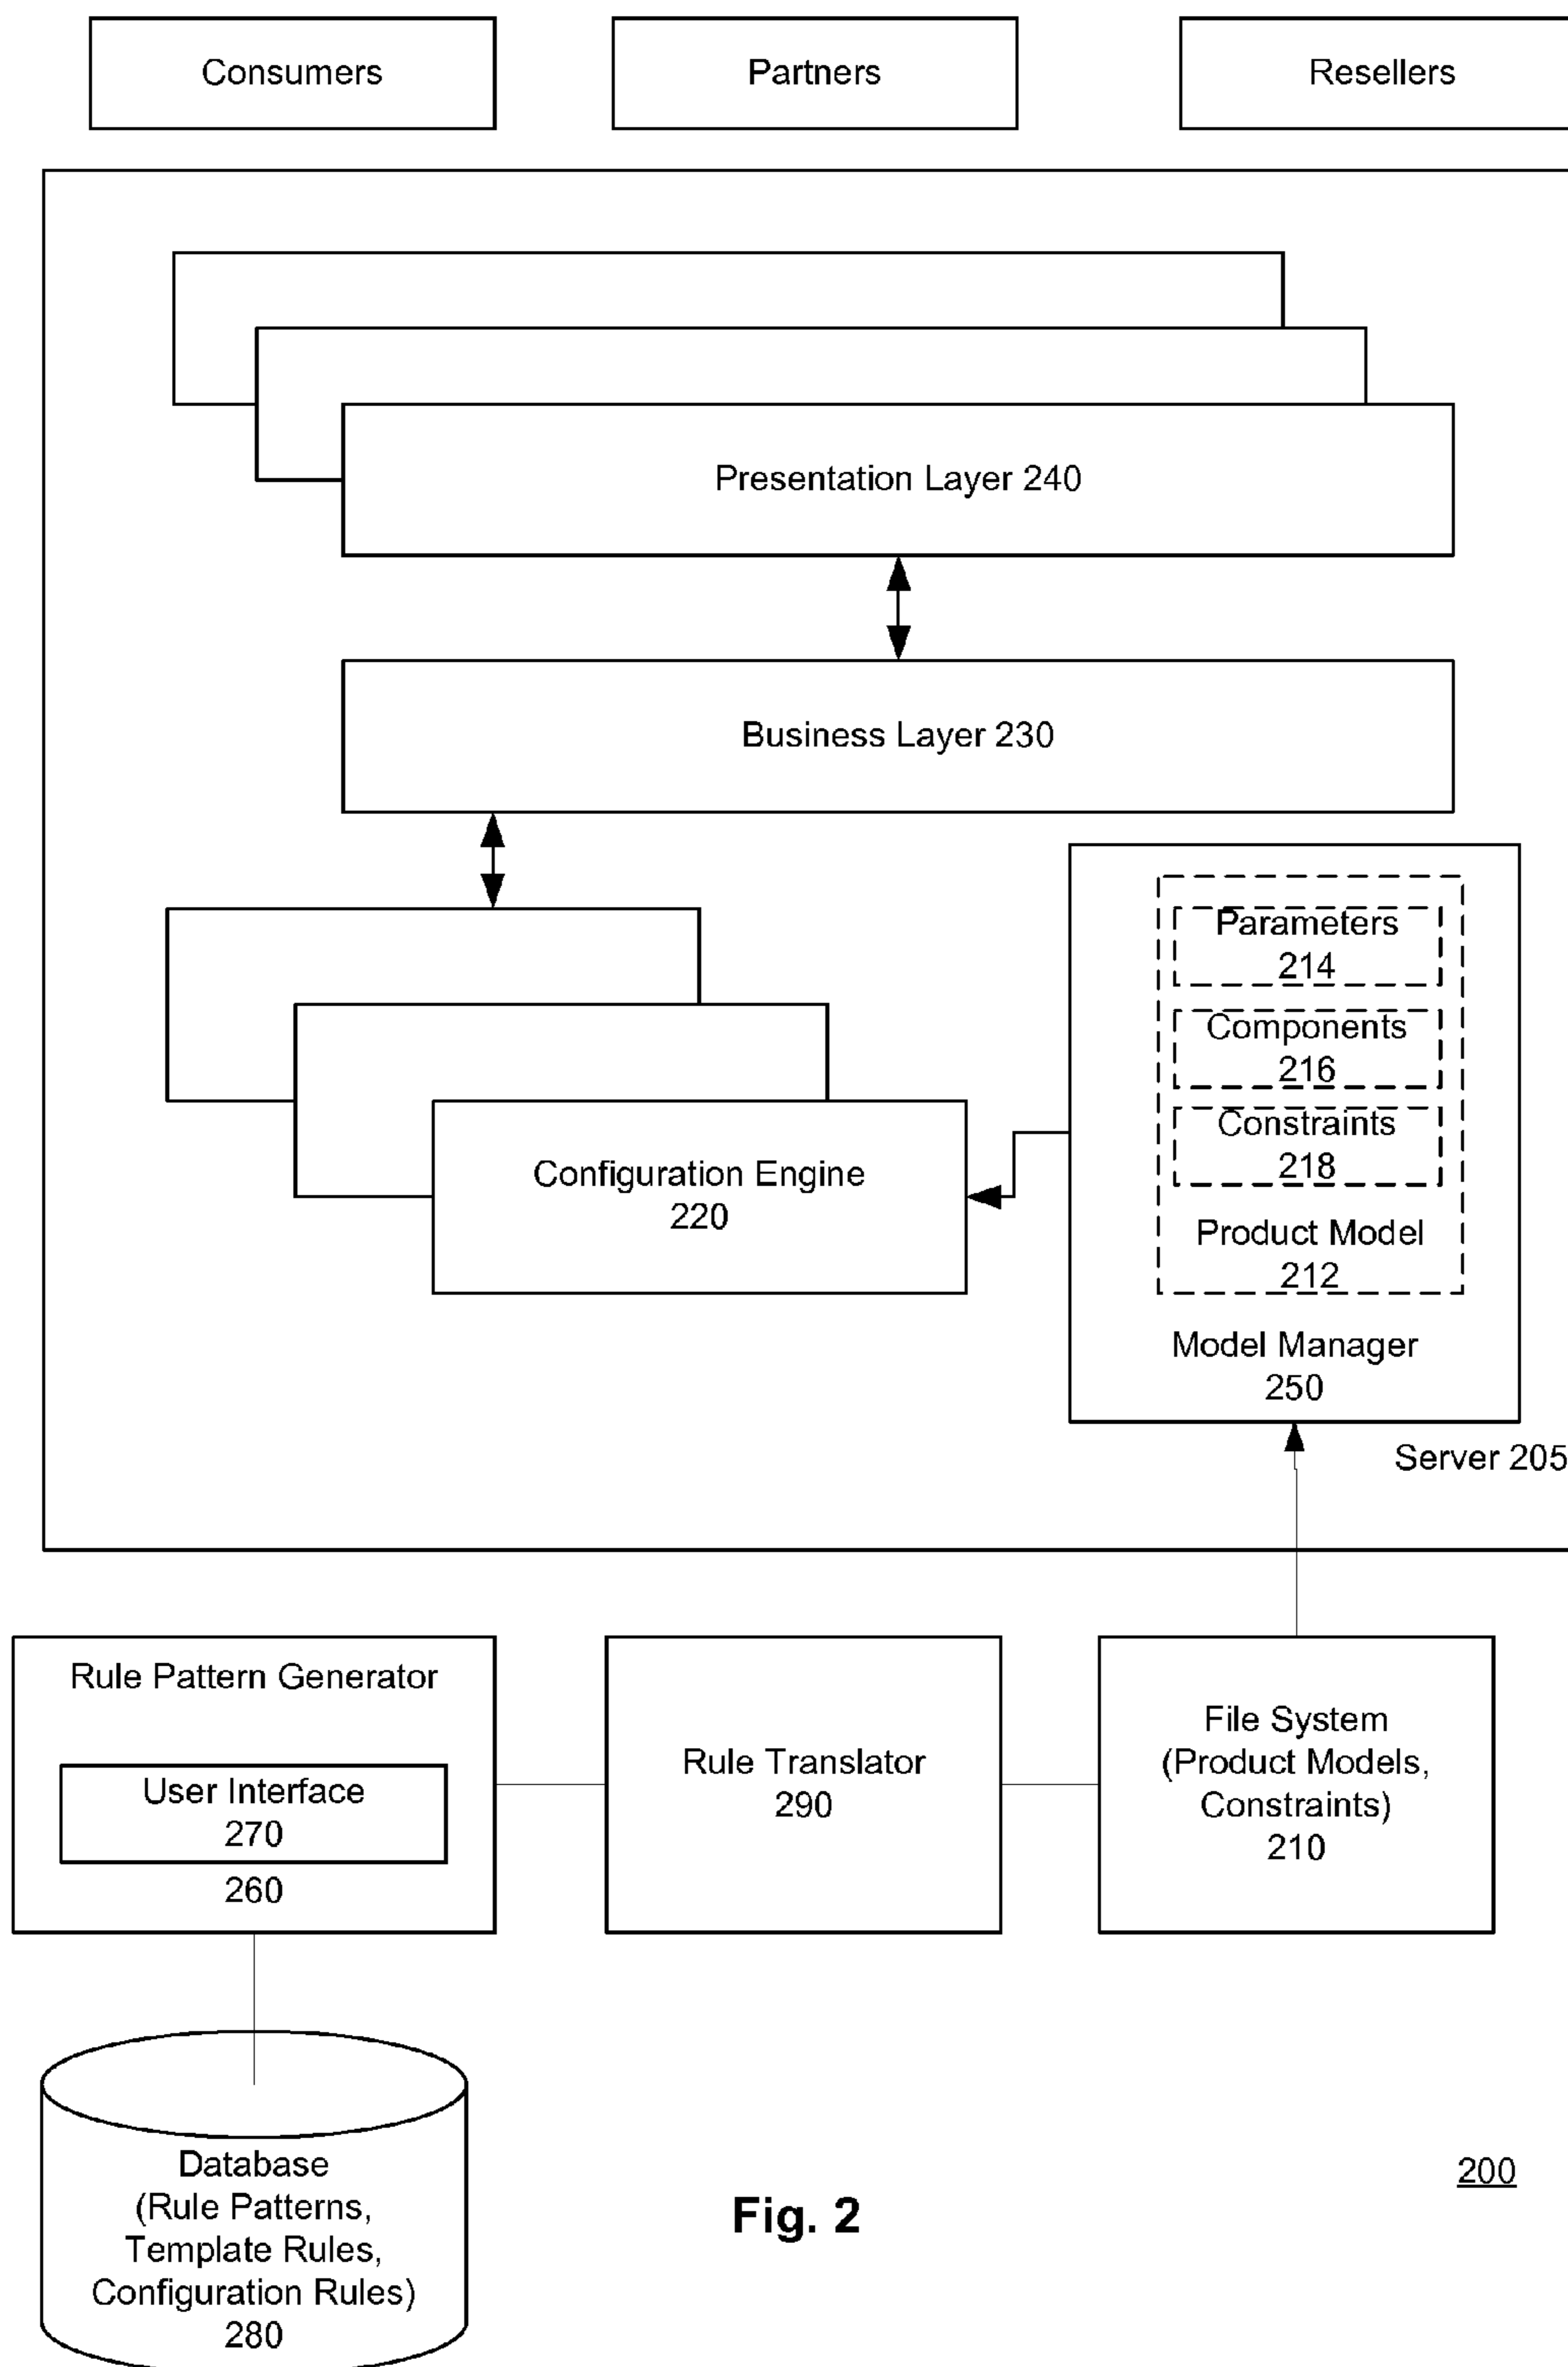 Consumers
Partners
Resellers
Presentation Layer 240
Business Layer 230
Parameters
214
Components
216
Constraints
218
Product Model
212
Configuration Engine
220
Model Manager
250
Server 205
Rule Pattern Generator
User Interface
270
260
Rule Translator
290
File System
(Product Models,
Constraints)
210
Database
(Rule Patterns,
Template Rules,
Configuration Rules)
280
Fig. 2
200